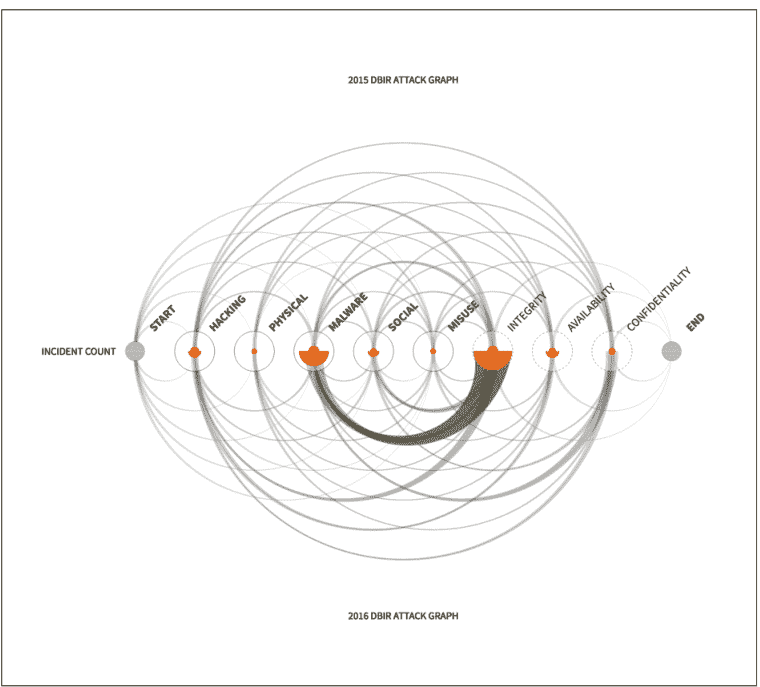 2015 DBIR ATTACK GRAPH
INCIDENT COUNT
START
HACKING
PHYSICAL
MALWARE
SOCIAL
MISUSE
INTEGRITY
AVAILABILITY
CONFIDENTIALITY
END
2016 DBIR ATTACK GRAPH